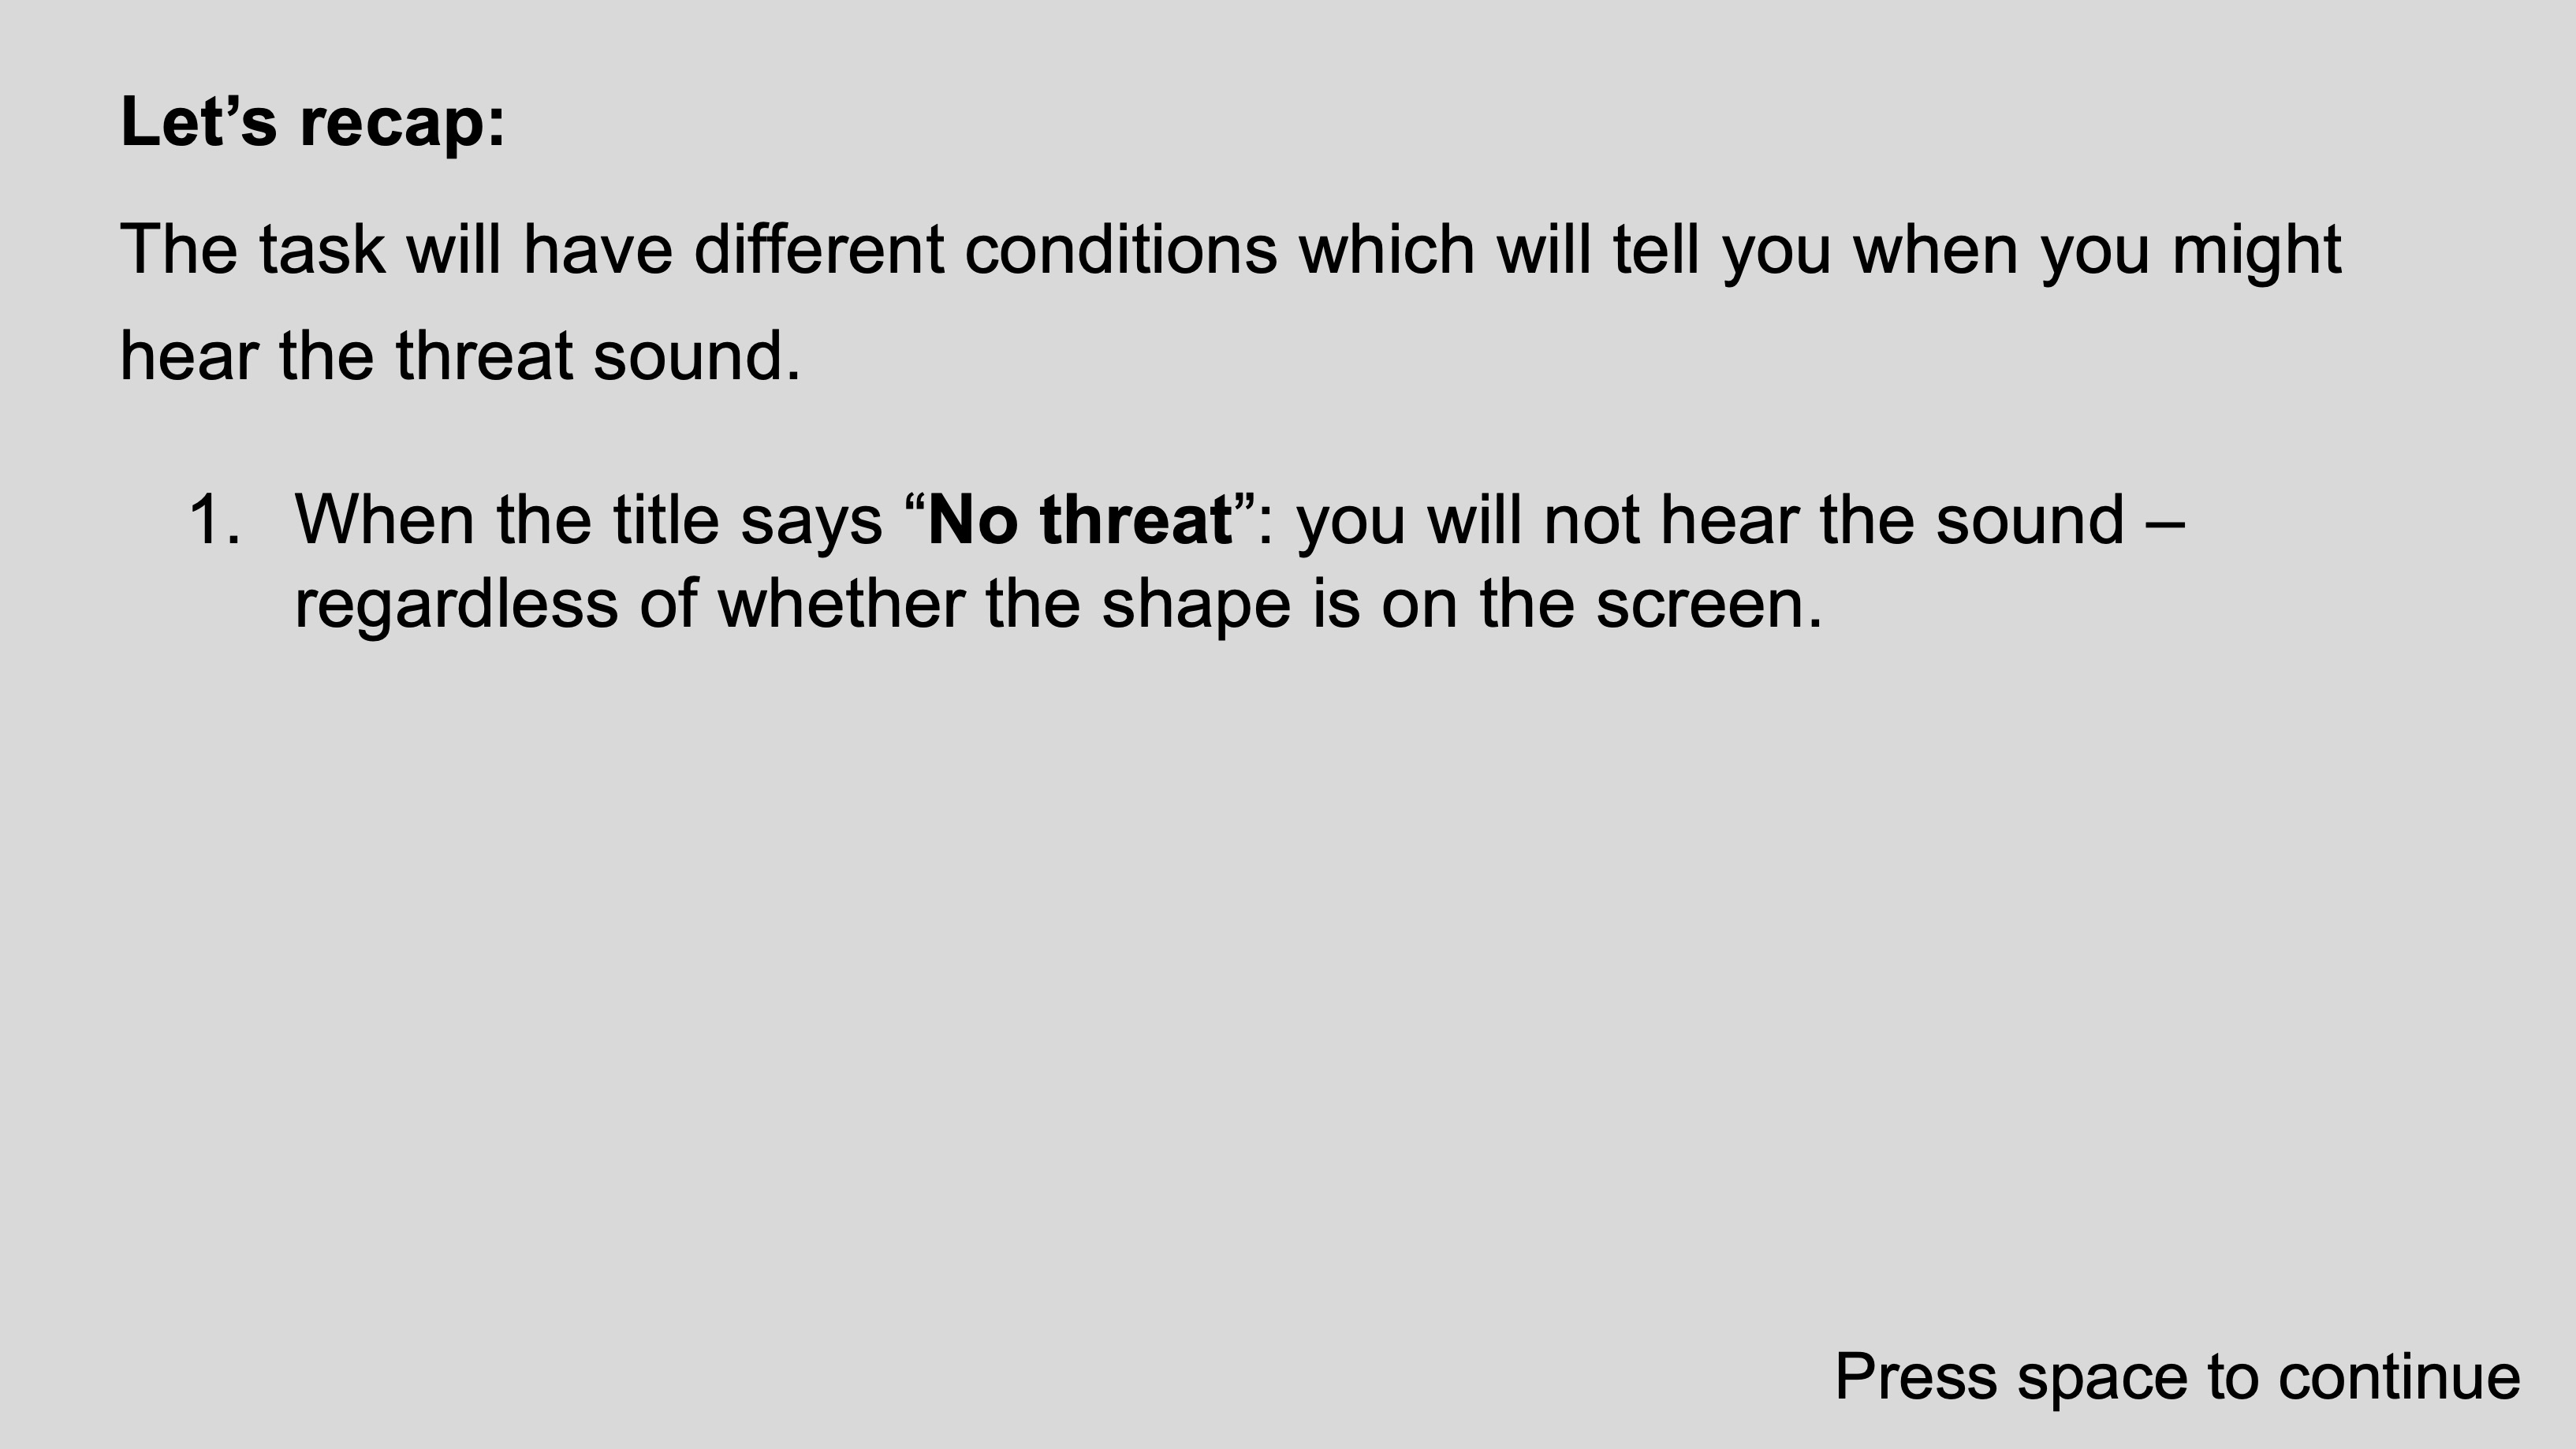 Let’s recap:
The task will have different conditions which will tell you when you might
hear the threat sound.
1. When the title says “No threat”: you will not hear the sound –
regardless of whether the shape is on the screen.
Press space to continue